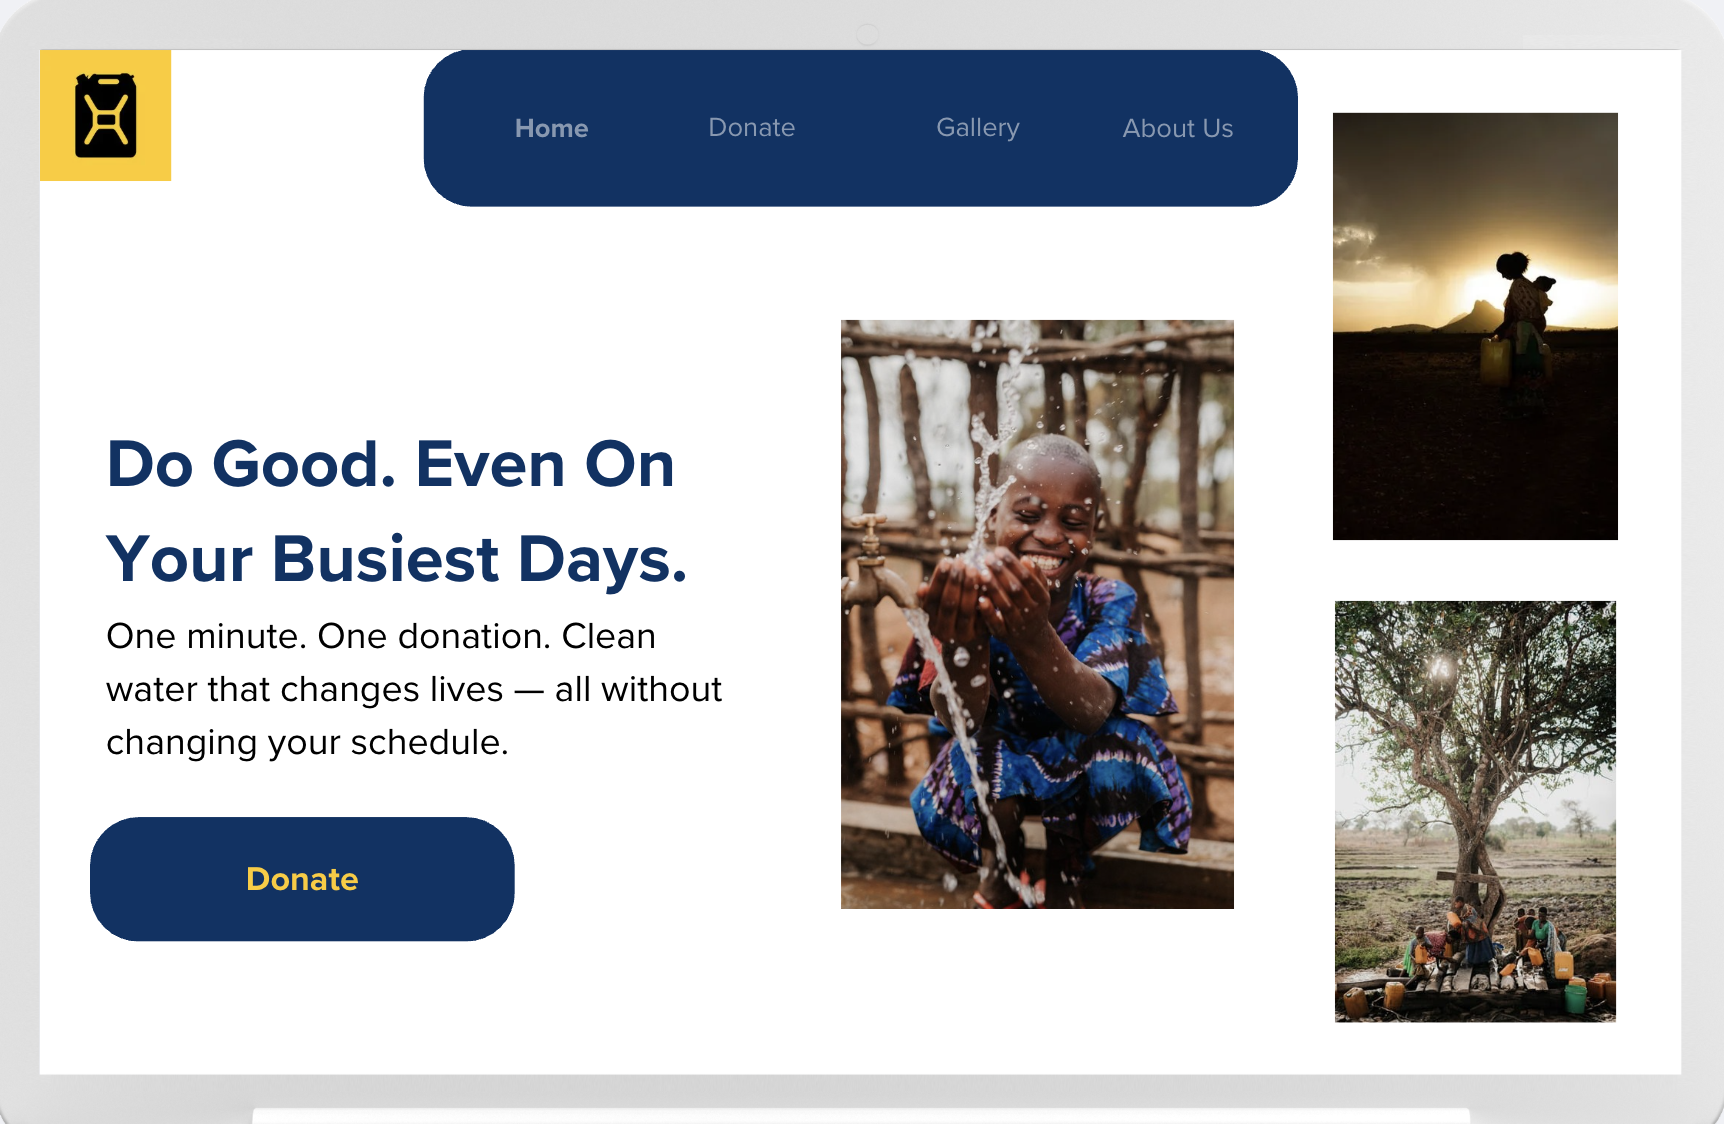 Home Donate Gallery About Us
Do Good. Even On
Your Busiest Days.
One minute. One donation. Clean
water that changes lives — all without
changing your schedule.
Donate